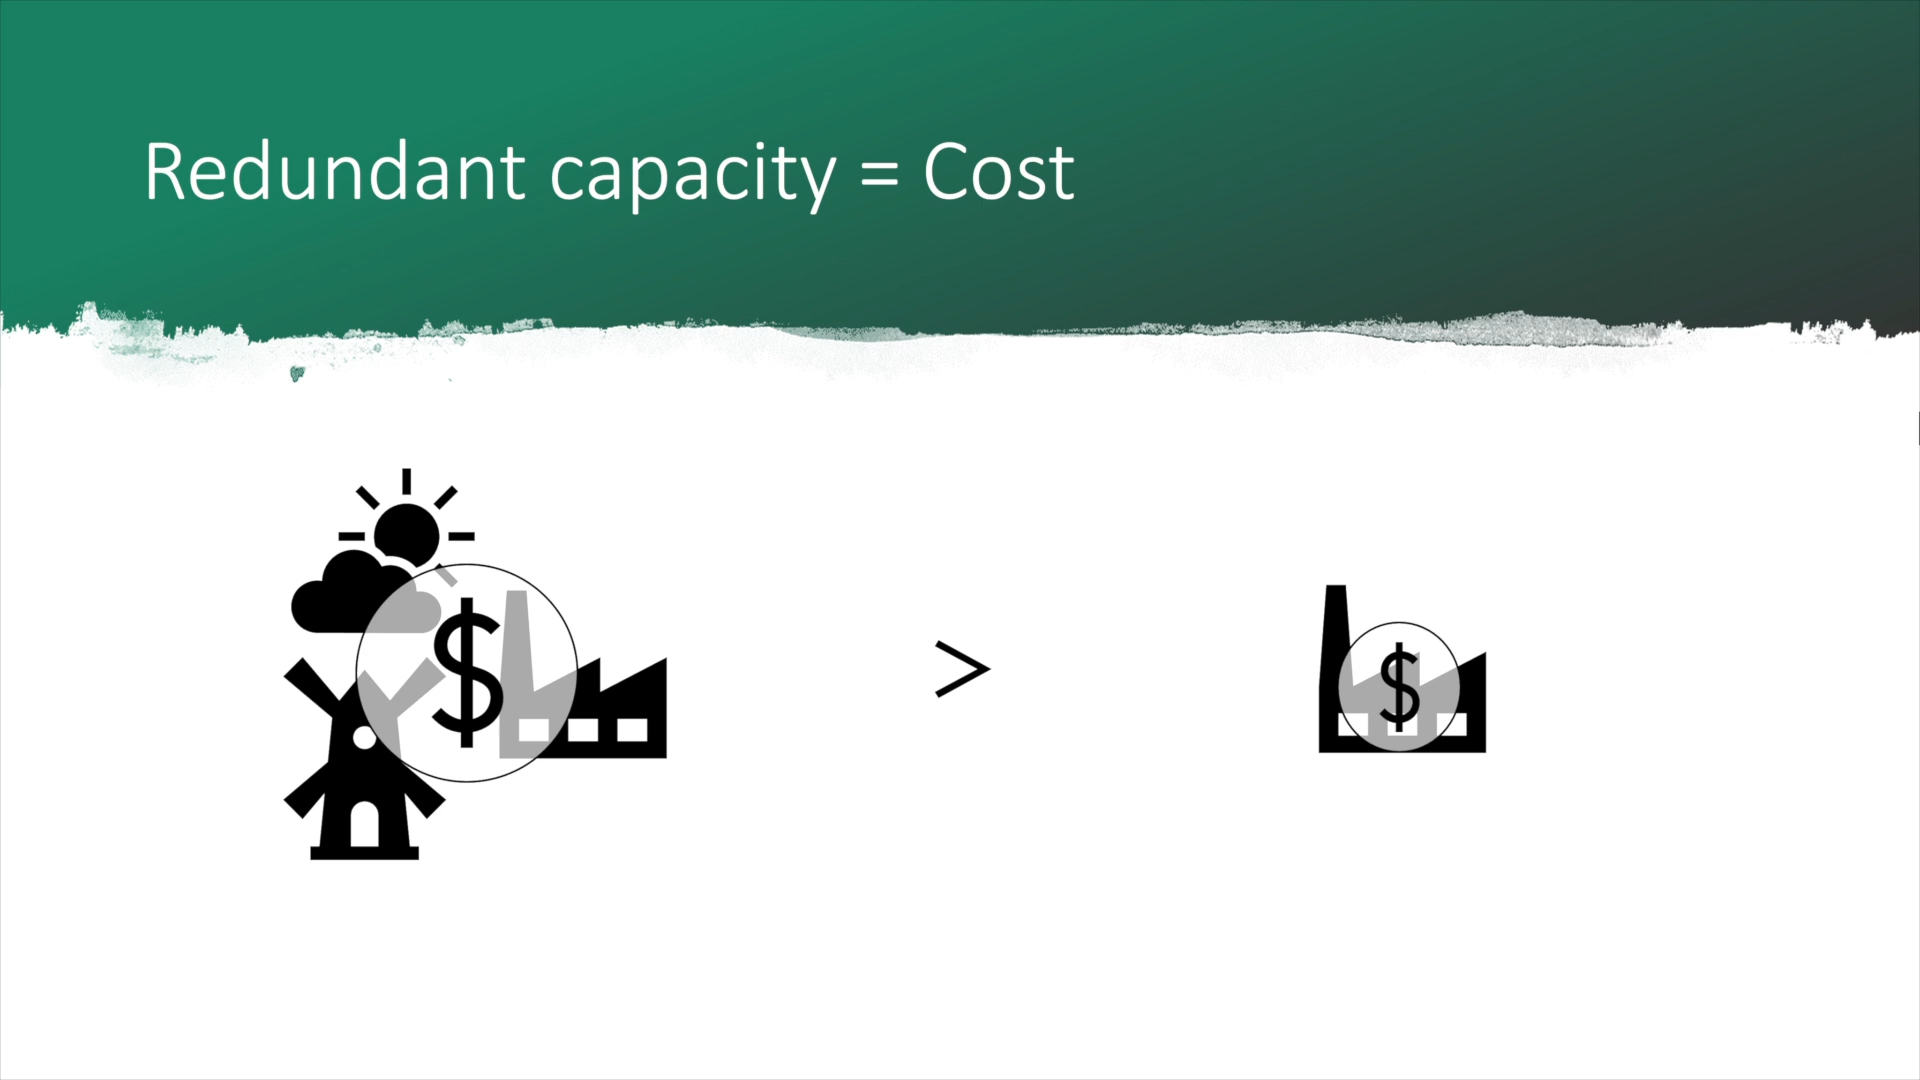 Redundant capacity = Cost
$ > $